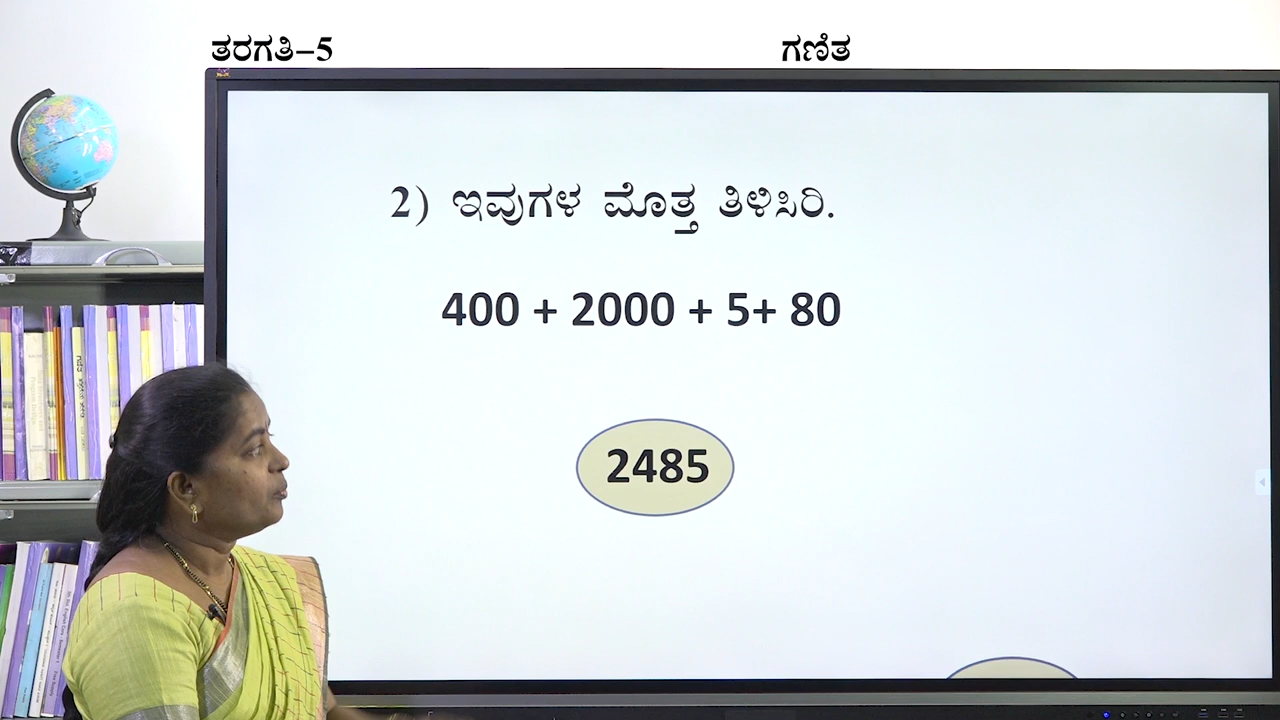 ತರಗತಿ–5 ಗಣಿತ
2) ಇವುಗಳ ಮೊತ್ತ ತಿಳಿಸಿರಿ.
400 + 2000 + 5+ 80
2485